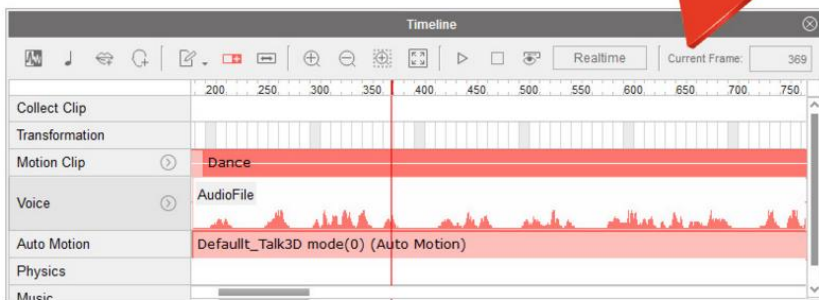 Timeline
Realtime
Current Frame: 369
200 250 300 350 400 450 500 550 600 650 700 750
Collect Clip
Transformation
Motion Clip
Dance
Voice
AudioFile
Auto Motion
Defaullt_Talk3D mode(0) (Auto Motion)
Physics
Music